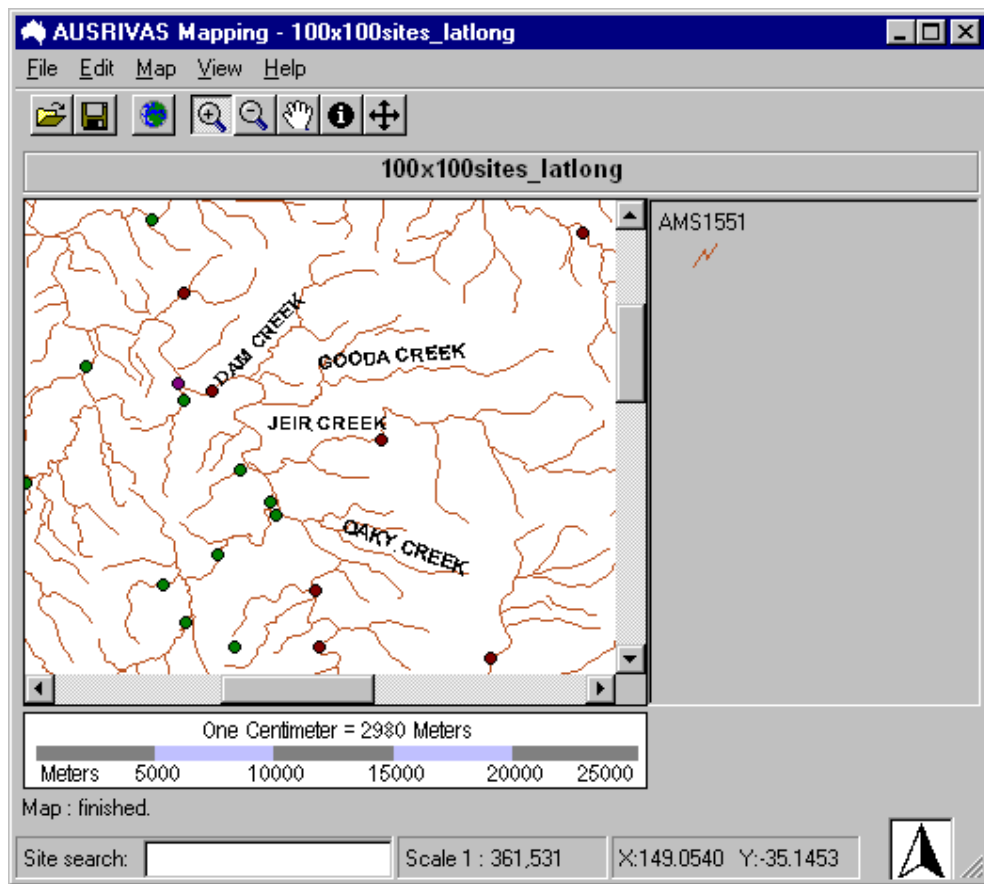 AUSRIVAS Mapping - 100x100sites_latlong
File Edit Map View Help
100x100sites_latlong
AMS1551
DAM CREEK
GOODA CREEK
JEIR CREEK
OAKY CREEK
One Centimeter = 2980 Meters
Meters 5000 10000 15000 20000 25000
Map : finished.
Site search: Scale 1 : 361,531 X:149.0540 Y:-35.1453